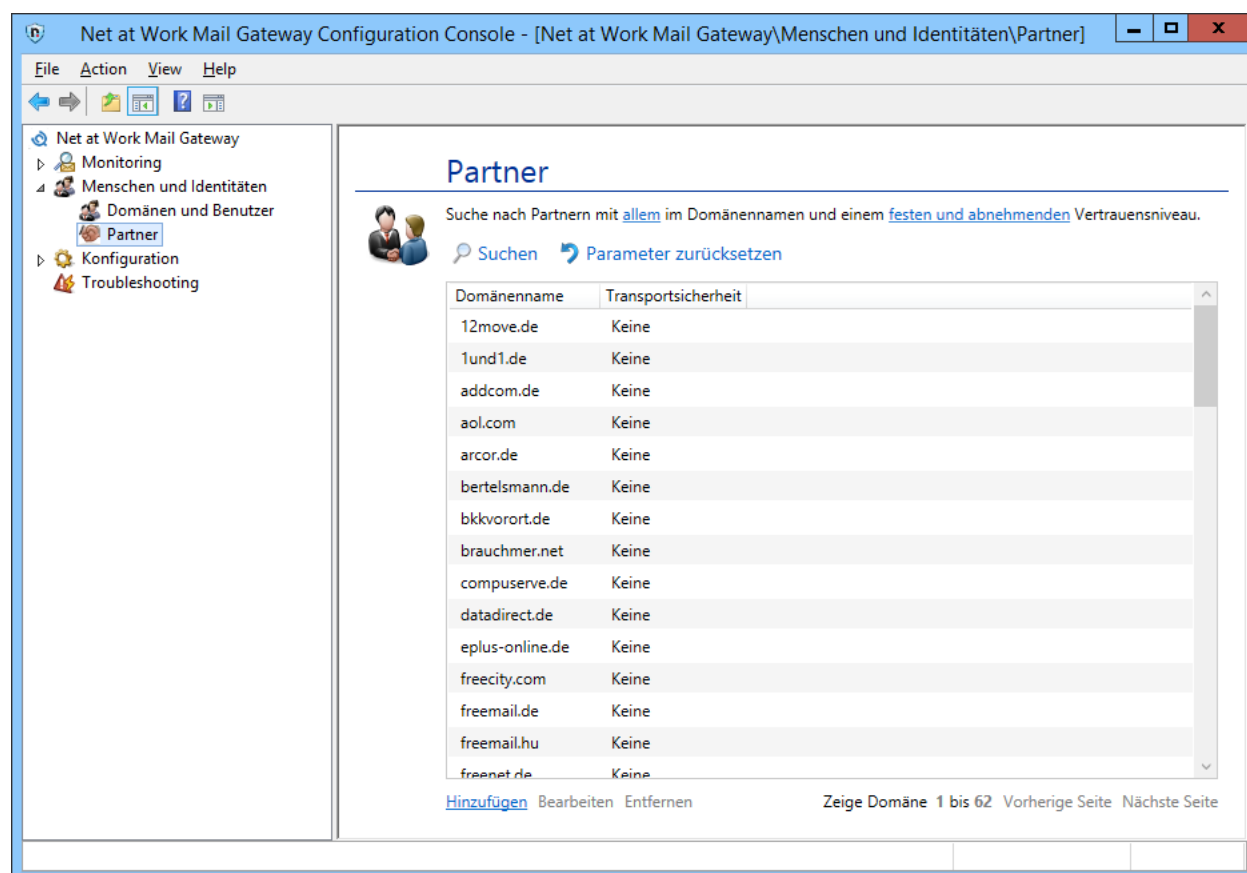 Net at Work Mail Gateway Configuration Console - [Net at Work Mail Gateway\Menschen und Identitäten\Partner]
File Action View Help
Net at Work Mail Gateway
Monitoring
Menschen und Identitäten
Domänen und Benutzer
Partner
Konfiguration
Troubleshooting
Partner
Suche nach Partnern mit allem im Domänennamen und einem festen und abnehmenden Vertrauensniveau.
Suchen Parameter zurücksetzen
Domänenname Transportsicherheit
12move.de Keine
1und1.de Keine
addcom.de Keine
aol.com Keine
arcor.de Keine
bertelsmann.de Keine
bkkvorort.de Keine
brauchmer.net Keine
compuserve.de Keine
datadirect.de Keine
eplus-online.de Keine
freecity.com Keine
freemail.de Keine
freemail.hu Keine
freenet.de Keine
Hinzufügen Bearbeiten Entfernen Zeige Domäne 1 bis 62 Vorherige Seite Nächste Seite